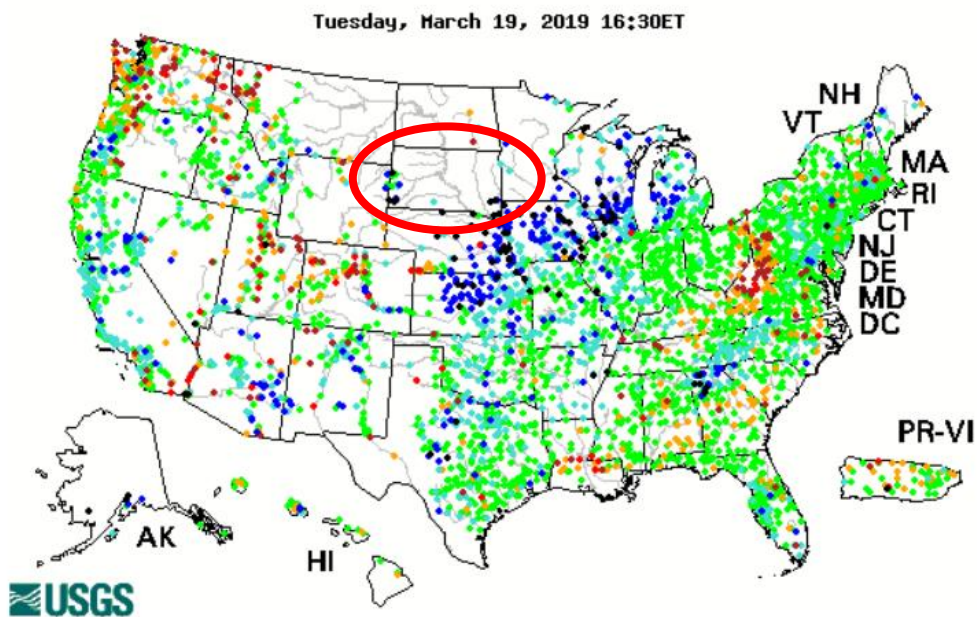 Tuesday, March 19, 2019 16:30ET
NH
VT
MA
RI
CT
NJ
DE
MD
DC
PR-VI
AK
HI
USGS